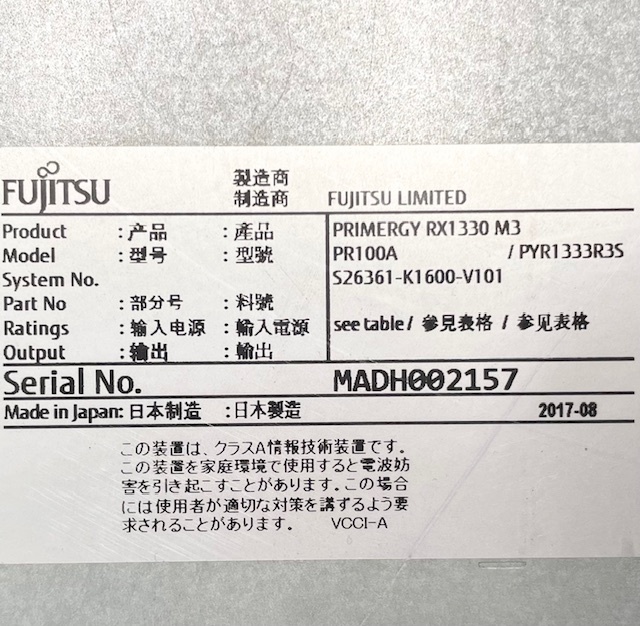 FUJITSU 製造商
制造商 FUJITSU LIMITED
Product : 产品 : 產品 PRIMERGY RX1330 M3
Model : 型号 : 型號 PR100A / PYR1333R3S
System No. S26361-K1600-V101
Part No : 部分号 : 料號
Ratings : 输入电源 : 輸入電源 see table / 參見表格 / 参见表格
Output : 输出 : 輸出
Serial No. MADH002157
Made in Japan: 日本制造 : 日本製造 2017-08
この装置は、クラスA情報技術装置です。
この装置を家庭環境で使用すると電波妨
害を引き起こすことがあります。この場合
には使用者が適切な対策を講ずるよう要
求されることがあります。 VCCI-A